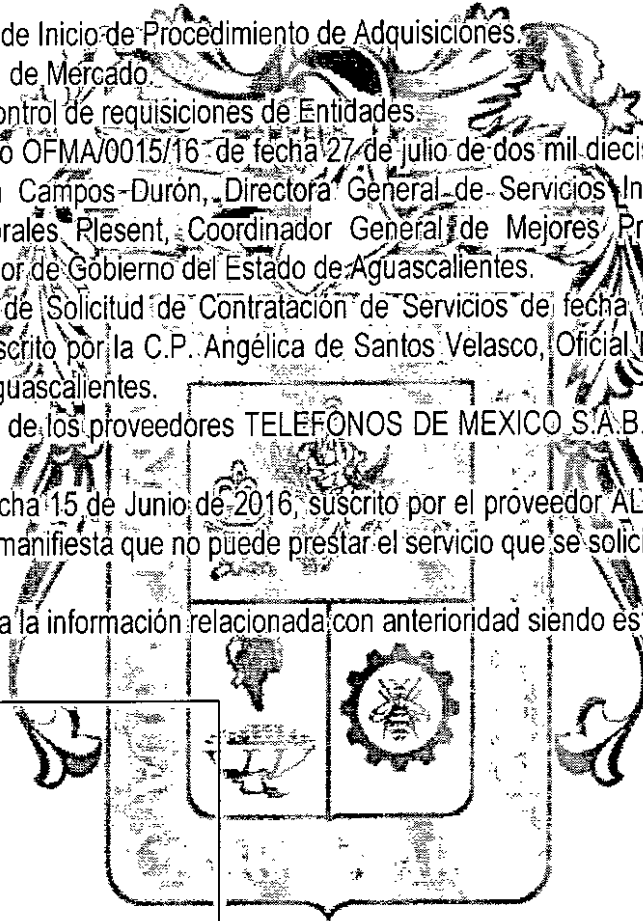 de Inicio de Procedimiento de Adquisiciones.
de Mercado.
ontrol de requisiciones de Entidades.
o OFMA/0015/16 de fecha 27 de julio de dos mil diecis
Campos Durón, Directora General de Servicios In
rales Plesent, Coordinador General de Mejores Pr
or de Gobierno del Estado de Aguascalientes.
de Solicitud de Contratación de Servicios de fecha
scrito por la C.P. Angélica de Santos Velasco, Oficial
guascalientes.
de los proveedores TELEFONOS DE MEXICO S.A.B.
cha 15 de Junio de 2016, suscrito por el proveedor AL
manifiesta que no puede prestar el servicio que se solici
a la información relacionada con anterioridad siendo es